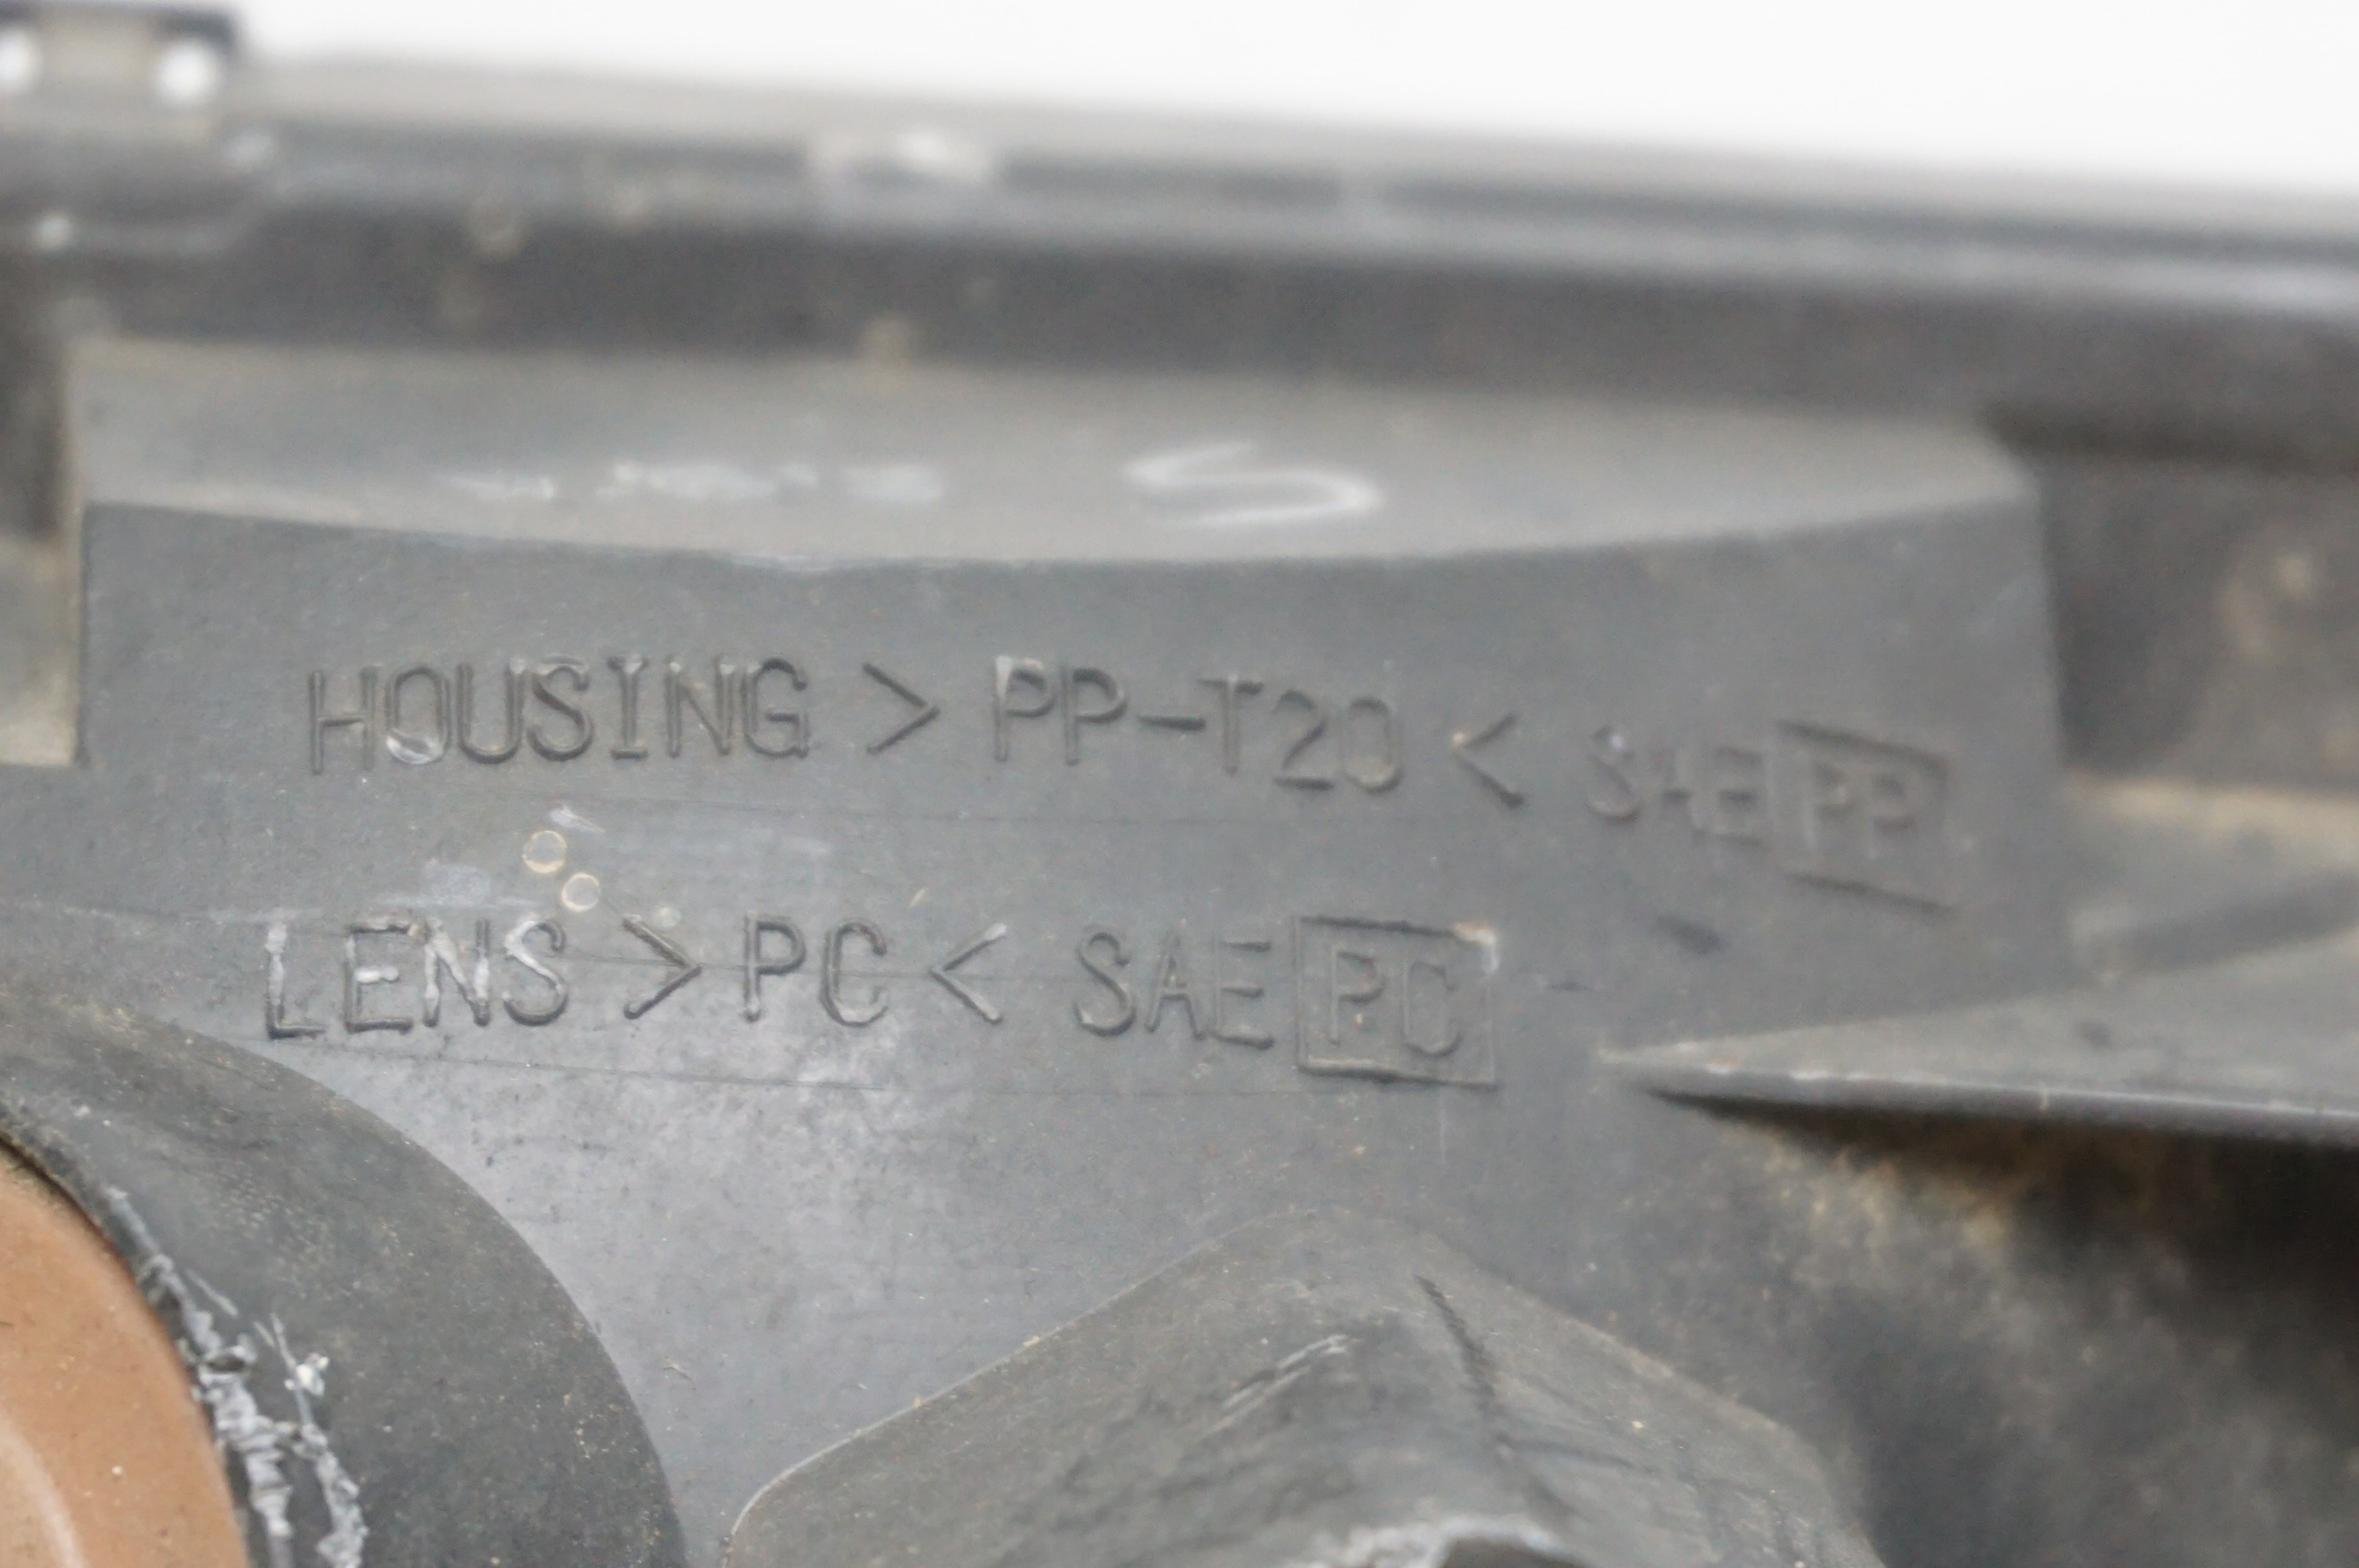 S
HOUSING >PP-T20< SAE PP
LENS >PC< SAE PC